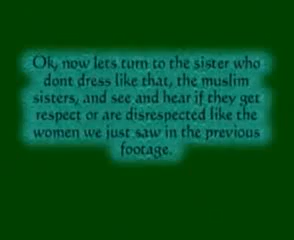 Ok, now lets turn to the sister who
dont dress like that, the muslim
sisters, and see and hear if they get
respect or are disrespected like the
women we just saw in the previous
footage.